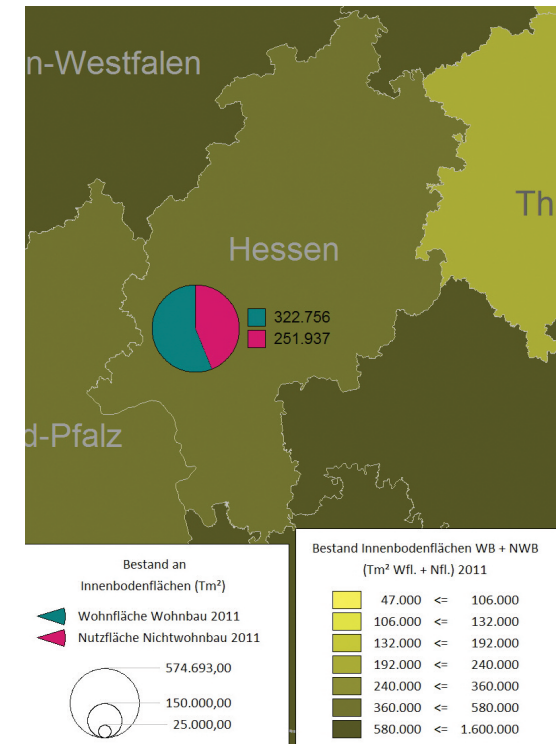 n-Westfalen
Th
Hessen
322.756
251.937
d-Pfalz
Bestand an
Innenbodenflächen (Tm²)
Wohnfläche Wohnbau 2011
Nutzfläche Nichtwohnbau 2011
574.693,00
150.000,00
25.000,00
Bestand Innenbodenflächen WB + NWB
(Tm² Wfl. + Nfl.) 2011
47.000 <= 106.000
106.000 <= 132.000
132.000 <= 192.000
192.000 <= 240.000
240.000 <= 360.000
360.000 <= 580.000
580.000 <= 1.600.000